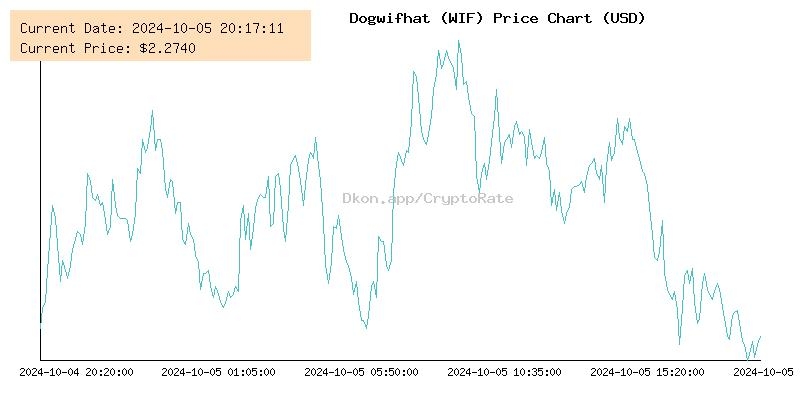 Dogwifhat (WIF) Price Chart (USD)
Current Date: 2024-10-05 20:17:11
Current Price: $2.2740
Dkon.app/CryptoRate
2024-10-04 20:20:00 2024-10-05 01:05:00 2024-10-05 05:50:00 2024-10-05 10:35:00 2024-10-05 15:20:00 2024-10-05